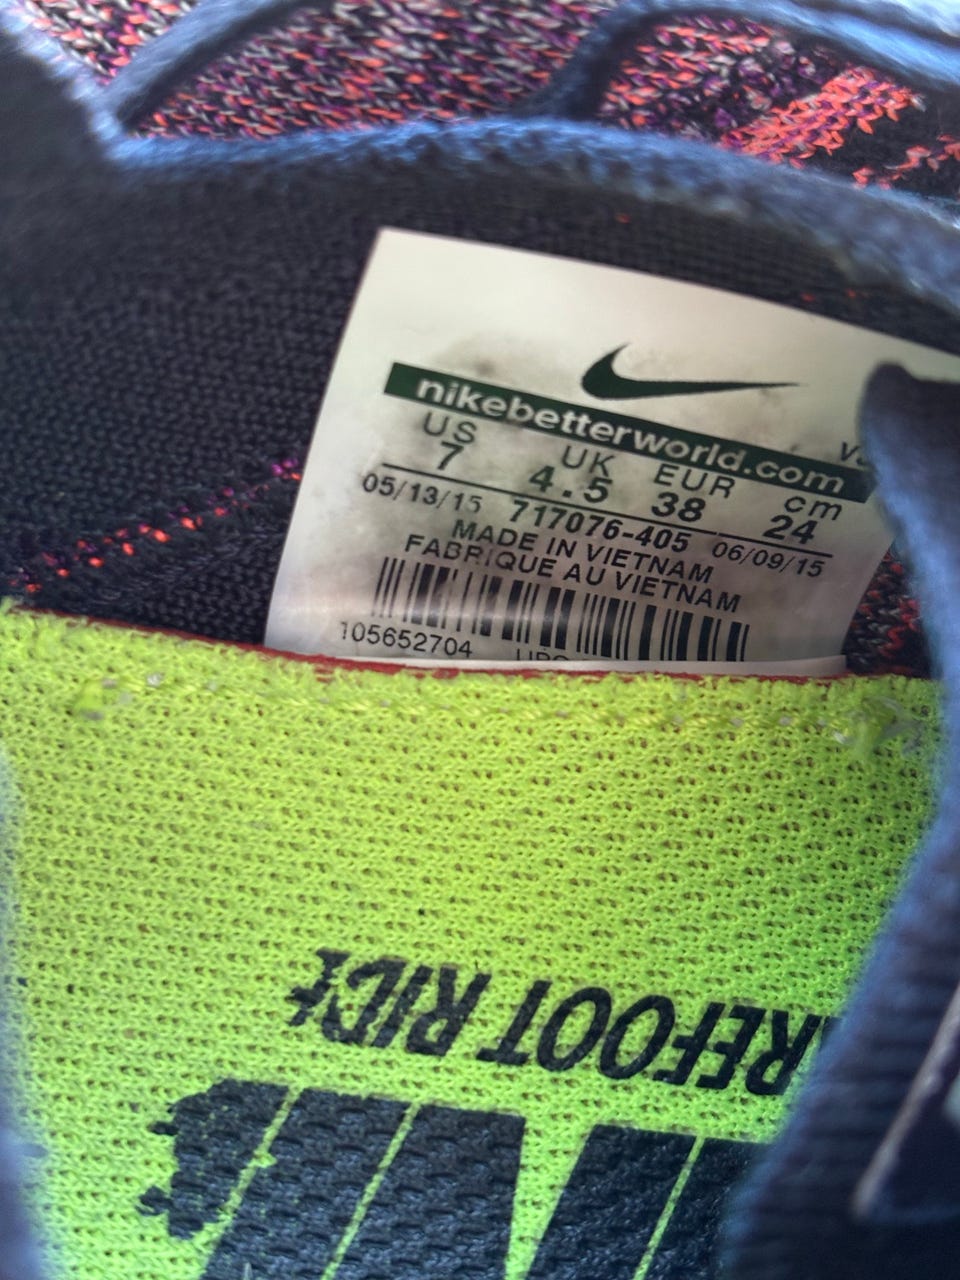 nikebetterworld.com
US UK EUR cm
7 4.5 38 24
05/13/15 717076-405 06/09/15
MADE IN VIETNAM
FABRIQUE AU VIETNAM
105652704
REFOOT RIDE